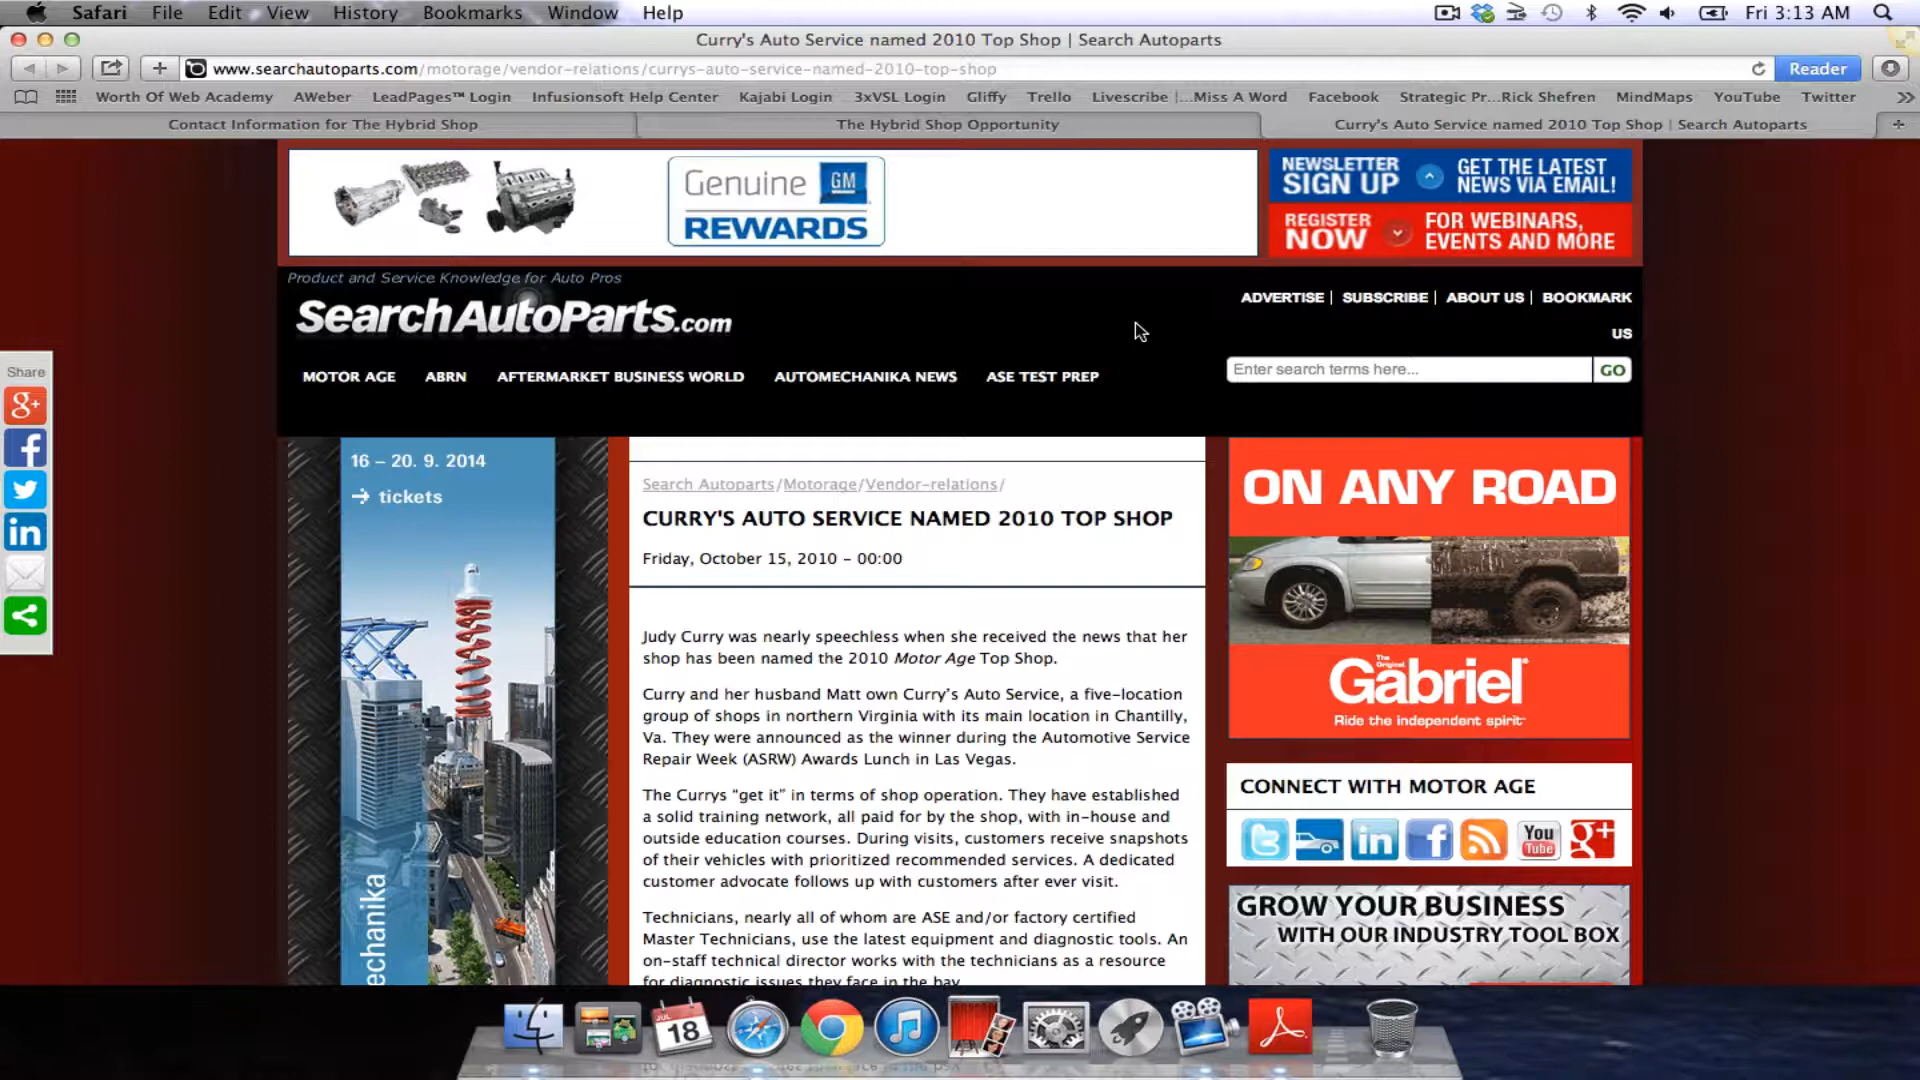 Safari File Edit View History Bookmarks Window Help Fri 3:13 AM
Curry's Auto Service named 2010 Top Shop | Search Autoparts
www.searchautoparts.com/motorage/vendor-relations/currys-auto-service-named-2010-top-shop Reader
Worth Of Web Academy AWeber LeadPages™ Login Infusionsoft Help Center Kajabi Login 3xVSL Login Gliffy Trello Livescribe |...Miss A Word Facebook Strategic Pr...Rick Shefren MindMaps YouTube Twitter
Contact Information for The Hybrid Shop The Hybrid Shop Opportunity Curry's Auto Service named 2010 Top Shop | Search Autoparts
Genuine GM
REWARDS
NEWSLETTER
SIGN UP
GET THE LATEST
NEWS VIA EMAIL!
REGISTER
NOW
FOR WEBINARS,
EVENTS AND MORE
Product and Service Knowledge for Auto Pros
SearchAutoParts.com
ADVERTISE | SUBSCRIBE | ABOUT US | BOOKMARK
US
Enter search terms here... GO
MOTOR AGE ABRN AFTERMARKET BUSINESS WORLD AUTOMECHANIKA NEWS ASE TEST PREP
Share
16 – 20. 9. 2014
→ tickets
echanika
Search Autoparts/Motorage/Vendor-relations/
CURRY'S AUTO SERVICE NAMED 2010 TOP SHOP
Friday, October 15, 2010 – 00:00
Judy Curry was nearly speechless when she received the news that her
shop has been named the 2010 Motor Age Top Shop.
Curry and her husband Matt own Curry’s Auto Service, a five-location
group of shops in northern Virginia with its main location in Chantilly,
Va. They were announced as the winner during the Automotive Service
Repair Week (ASRW) Awards Lunch in Las Vegas.
The Currys “get it” in terms of shop operation. They have established
a solid training network, all paid for by the shop, with in-house and
outside education courses. During visits, customers receive snapshots
of their vehicles with prioritized recommended services. A dedicated
customer advocate follows up with customers after ever visit.
Technicians, nearly all of whom are ASE and/or factory certified
Master Technicians, use the latest equipment and diagnostic tools. An
on-staff technical director works with the technicians as a resource
for diagnostic issues they face in the bay.
ON ANY ROAD
The Original
Gabriel
Ride the independent spirit
CONNECT WITH MOTOR AGE
You
Tube
GROW YOUR BUSINESS
WITH OUR INDUSTRY TOOL BOX
JUL
18